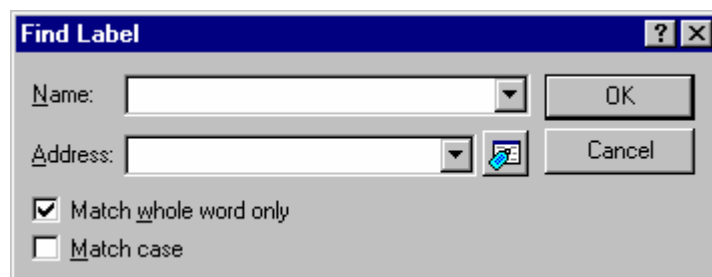 Find Label
?
Name:
OK
Address:
Cancel
Match whole word only
Match case